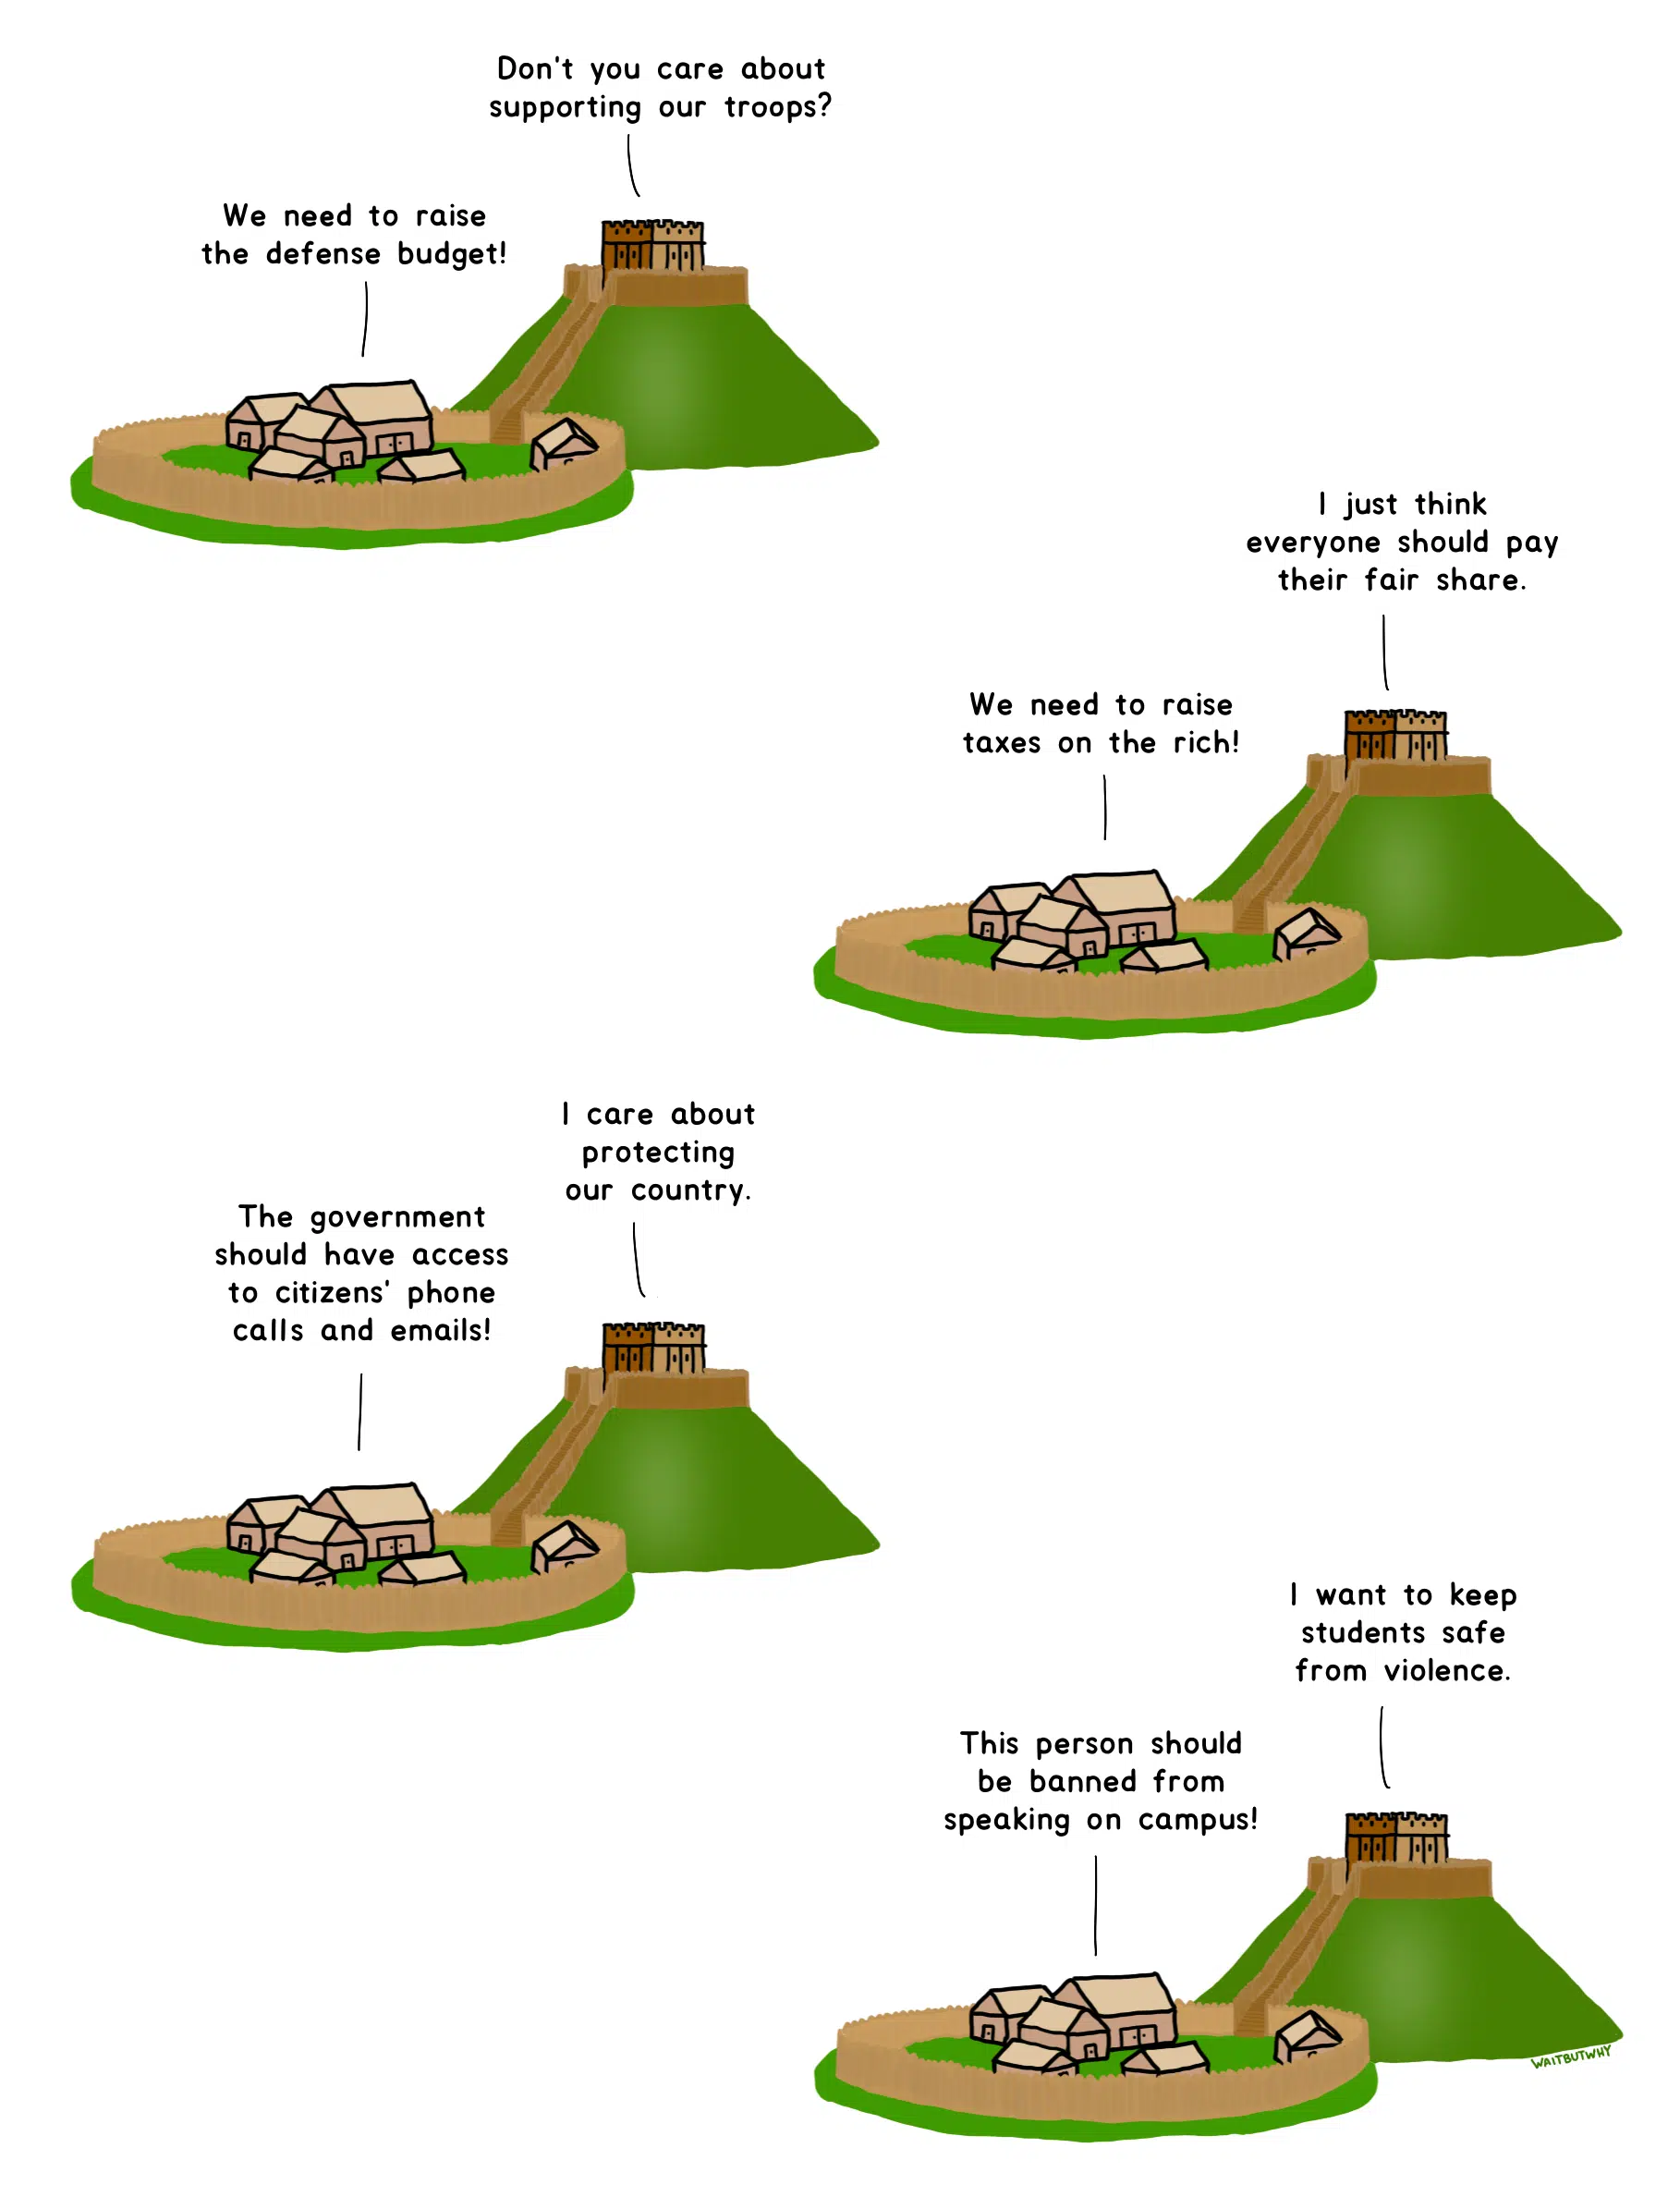 Don't you care about
supporting our troops?
We need to raise
the defense budget!
I just think
everyone should pay
their fair share.
We need to raise
taxes on the rich!
I care about
protecting
our country.
The government
should have access
to citizens' phone
calls and emails!
I want to keep
students safe
from violence.
This person should
be banned from
speaking on campus!
WAITBUTWHY